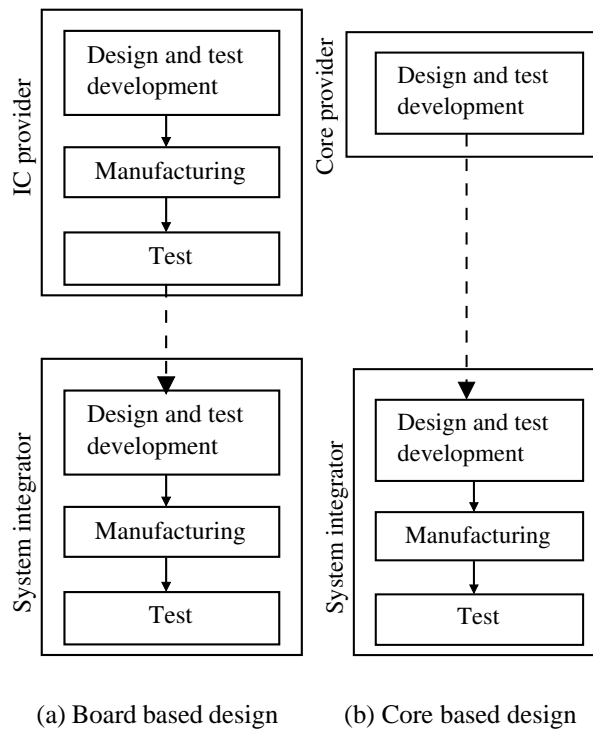 IC provider
Design and test
development
Manufacturing
Test
System integrator
Design and test
development
Manufacturing
Test
(a) Board based design
Core provider
Design and test
development
System integrator
Design and test
development
Manufacturing
Test
(b) Core based design